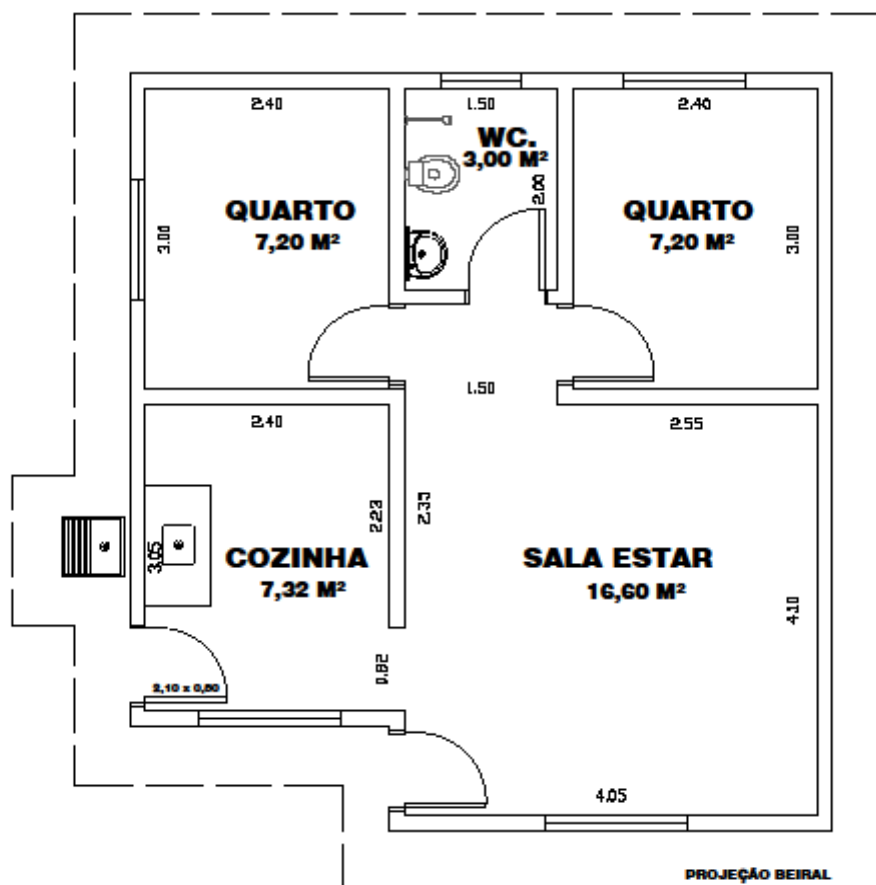 2.40
1.50
2.40
WC.
3,00 M²
2.00
QUARTO
7,20 M²
3.00
QUARTO
7,20 M²
3.00
1.50
2.40
2.55
2.23
2.35
3.05
COZINHA
7,32 M²
SALA ESTAR
16,60 M²
4.10
0.82
2,10 x 0,80
4.05
PROJEÇÃO BEIRAL